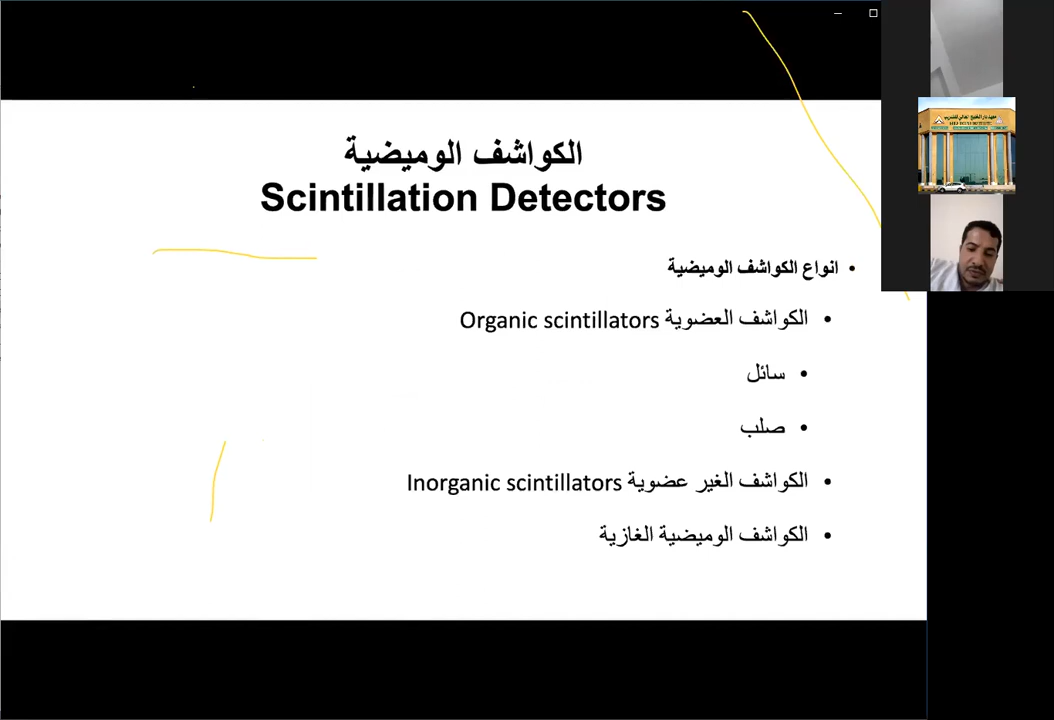 الكواشف الوميضية
Scintillation Detectors
انواع الكواشف الوميضية
الكواشف العضوية Organic scintillators
سائل
صلب
الكواشف الغير عضوية Inorganic scintillators
الكواشف الوميضية الغازية